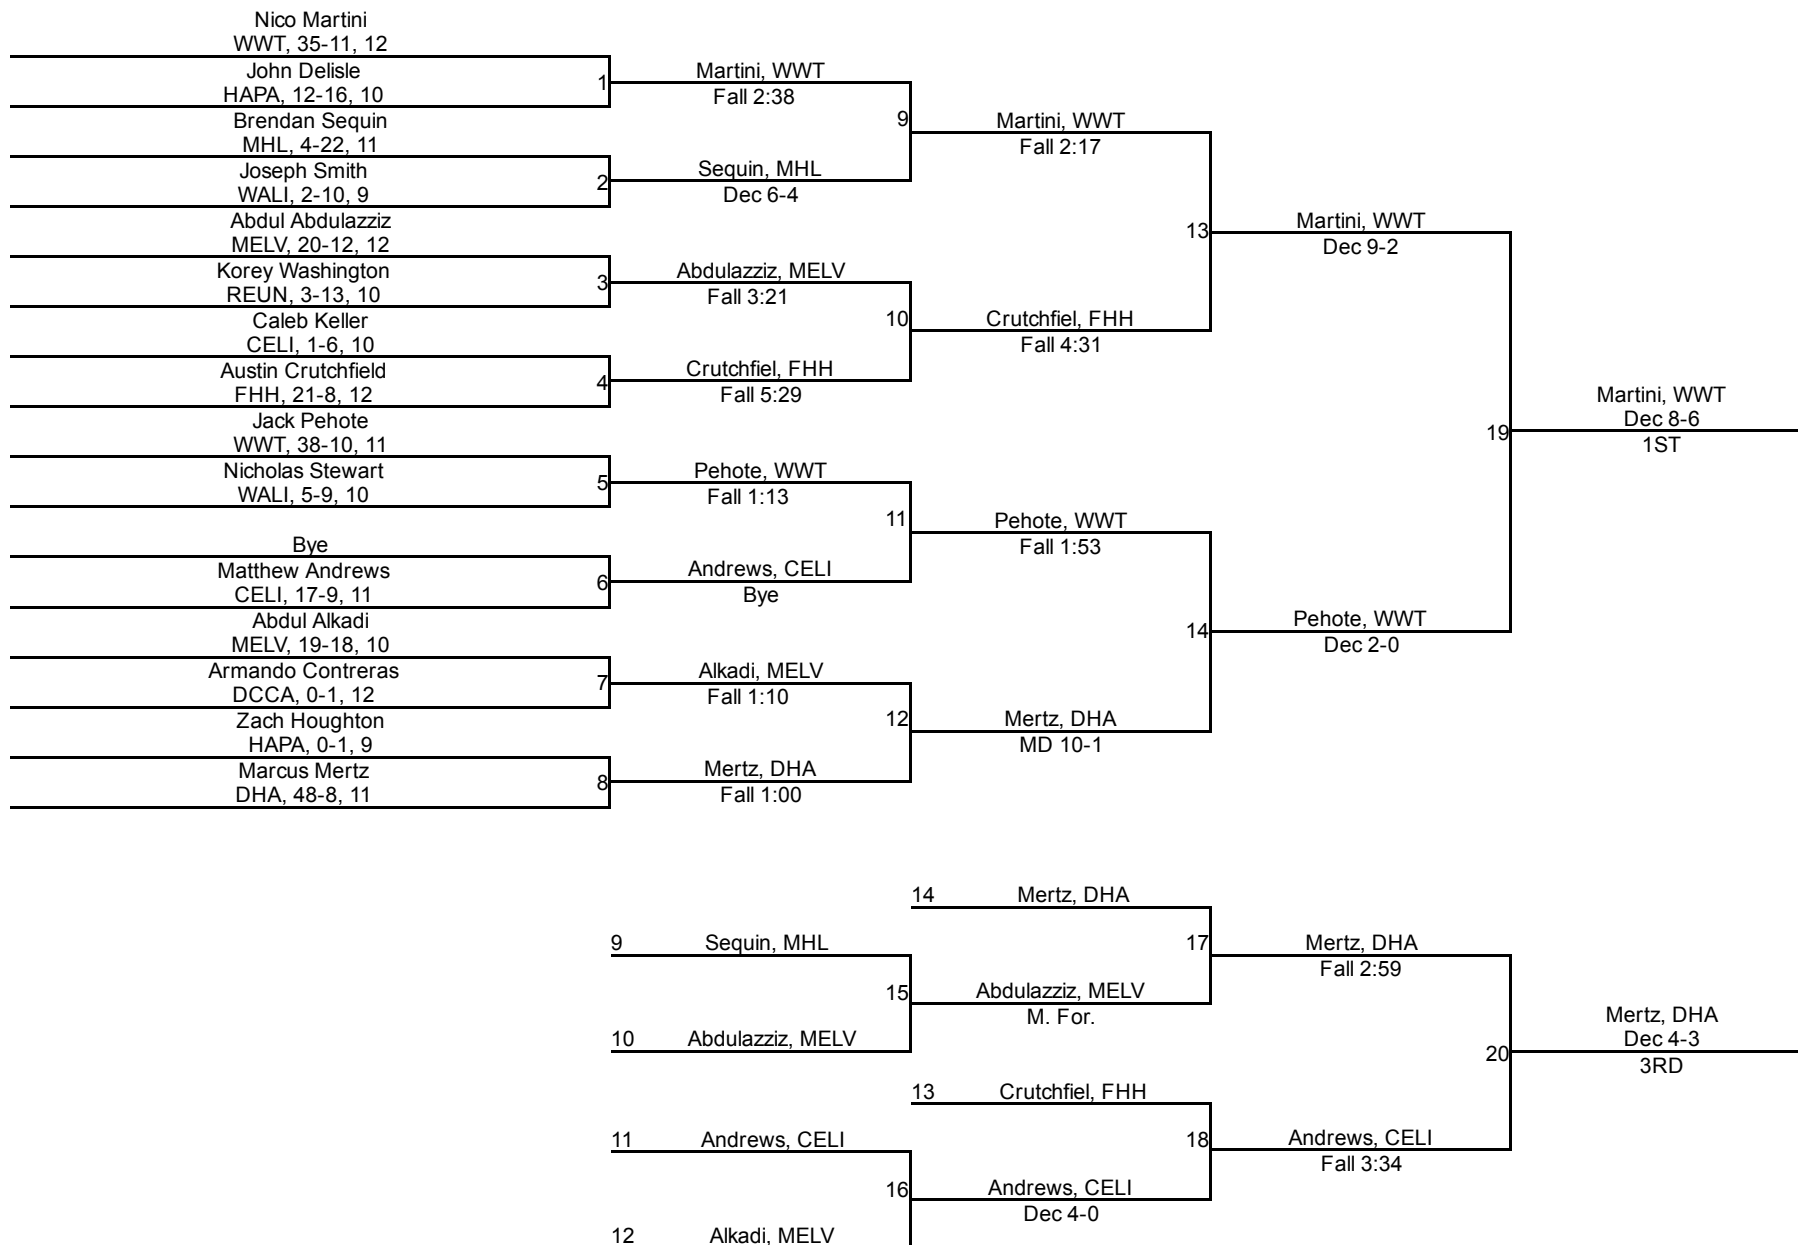 Nico Martini
WWT, 35-11, 12
John Delisle
HAPA, 12-16, 10
Brendan Sequin
MHL, 4-22, 11
Joseph Smith
WALI, 2-10, 9
Abdul Abdulazziz
MELV, 20-12, 12
Korey Washington
REUN, 3-13, 10
Caleb Keller
CELI, 1-6, 10
Austin Crutchfield
FHH, 21-8, 12
Jack Pehote
WWT, 38-10, 11
Nicholas Stewart
WALI, 5-9, 10
Bye
Matthew Andrews
CELI, 17-9, 11
Abdul Alkadi
MELV, 19-18, 10
Armando Contreras
DCCA, 0-1, 12
Zach Houghton
HAPA, 0-1, 9
Marcus Mertz
DHA, 48-8, 11
1
Martini, WWT
Fall 2:38
2
Sequin, MHL
Dec 6-4
3
Abdulazziz, MELV
Fall 3:21
4
Crutchfiel, FHH
Fall 5:29
5
Pehote, WWT
Fall 1:13
6
Andrews, CELI
Bye
7
Alkadi, MELV
Fall 1:10
8
Mertz, DHA
Fall 1:00
9
Martini, WWT
Fall 2:17
10
Crutchfiel, FHH
Fall 4:31
11
Pehote, WWT
Fall 1:53
12
Mertz, DHA
MD 10-1
13
Martini, WWT
Dec 9-2
14
Pehote, WWT
Dec 2-0
19
Martini, WWT
Dec 8-6
1ST
9 Sequin, MHL
10 Abdulazziz, MELV
11 Andrews, CELI
12 Alkadi, MELV
14 Mertz, DHA
15
Abdulazziz, MELV
M. For.
13 Crutchfiel, FHH
16
Andrews, CELI
Dec 4-0
17
Mertz, DHA
Fall 2:59
18
Andrews, CELI
Fall 3:34
20
Mertz, DHA
Dec 4-3
3RD